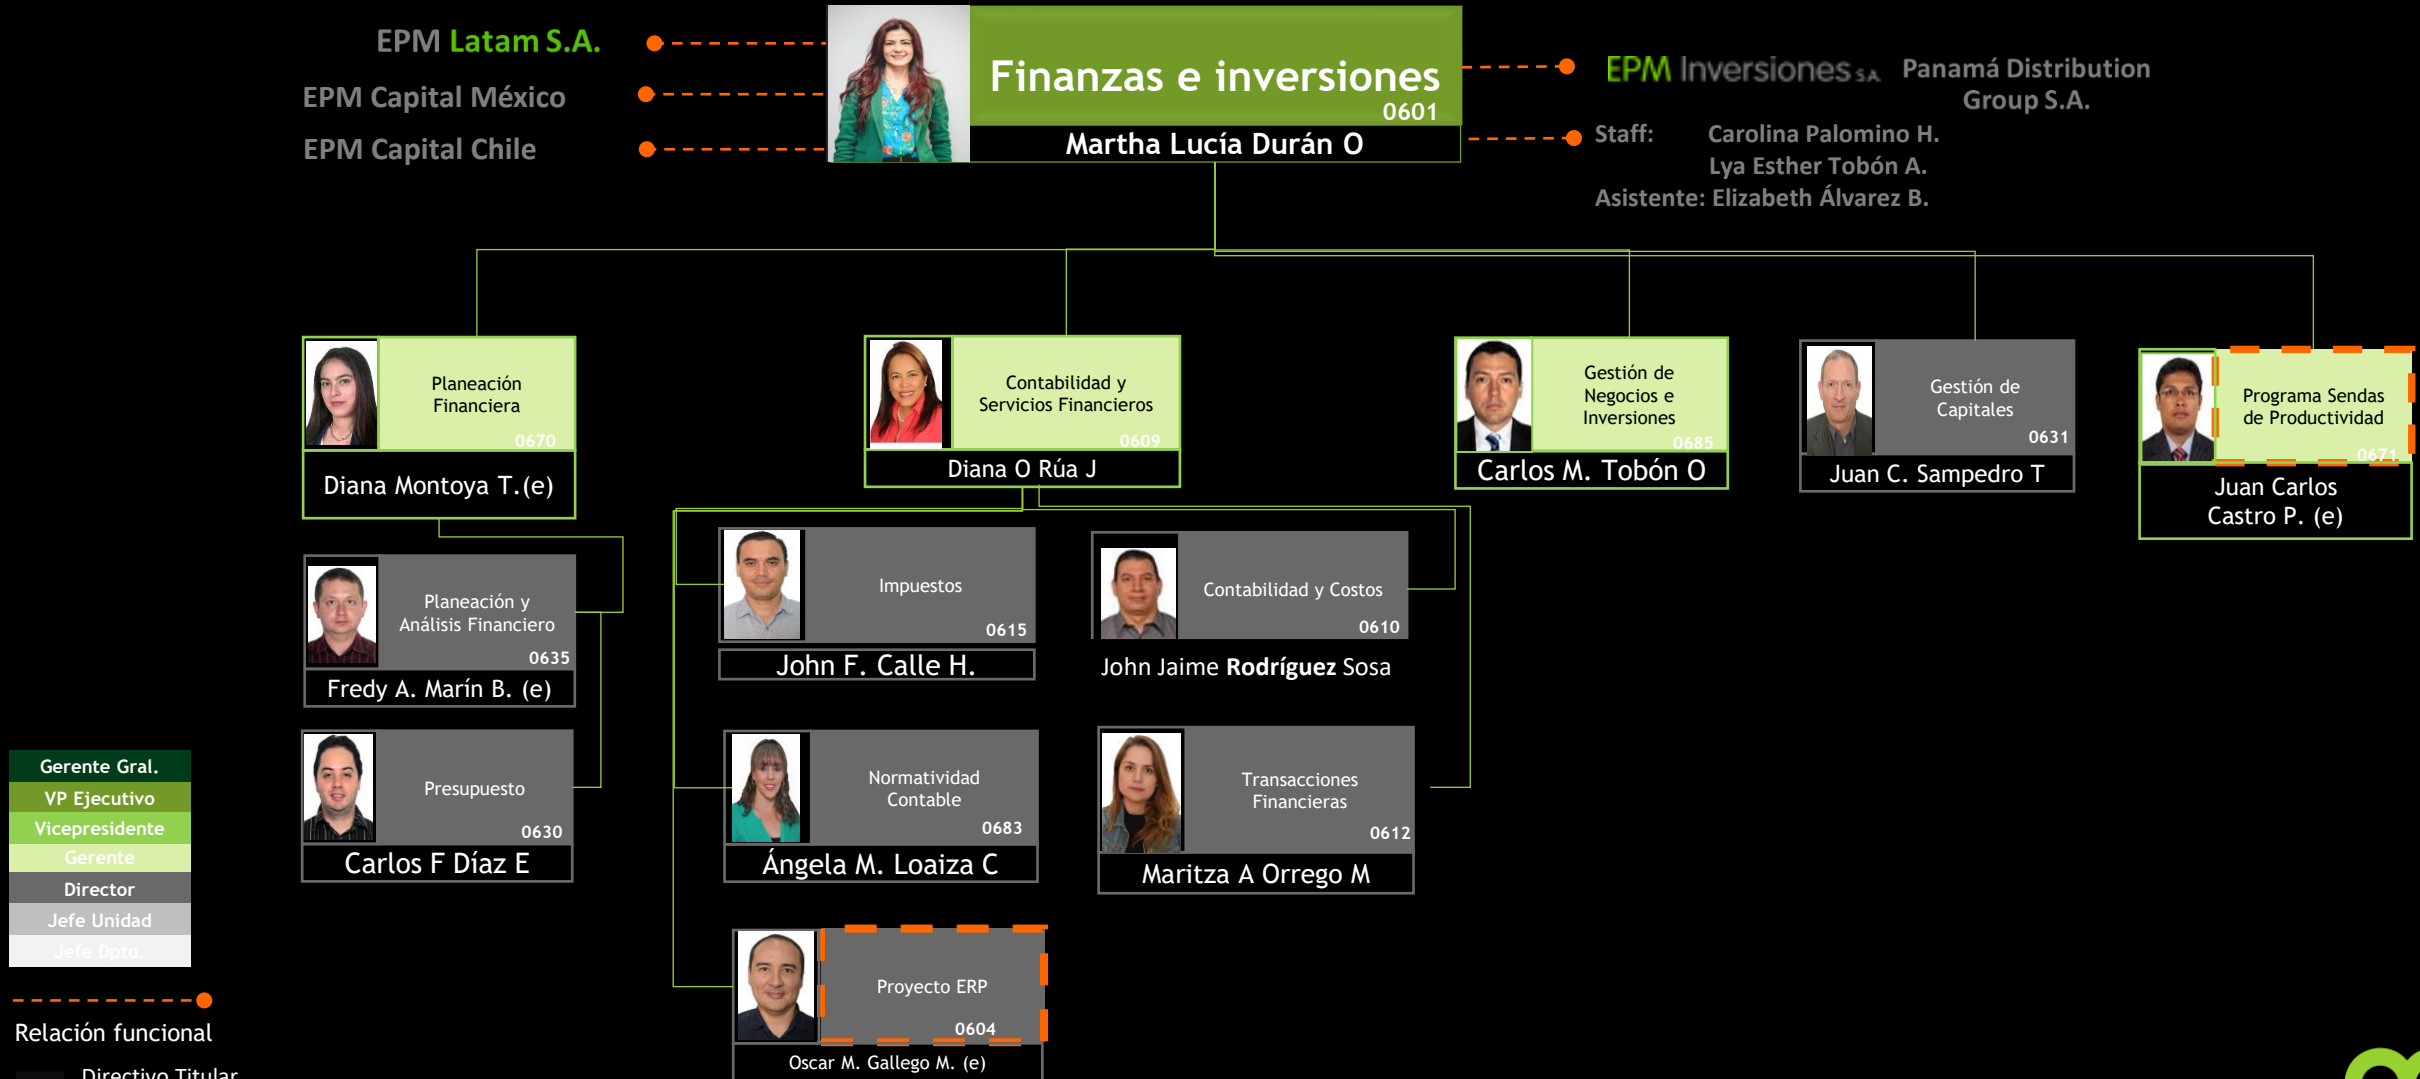 EPM Latam S.A.
EPM Capital México
EPM Capital Chile
Finanzas e inversiones
0601
Martha Lucía Durán O
EPM Inversiones S.A. Panamá Distribution
Group S.A.
Staff: Carolina Palomino H.
Lya Esther Tobón A.
Asistente: Elizabeth Álvarez B.
Planeación
Financiera
0670
Diana Montoya T.(e)
Contabilidad y
Servicios Financieros
0609
Diana O Rúa J
Gestión de
Negocios e
Inversiones
0685
Carlos M. Tobón O
Gestión de
Capitales
0631
Juan C. Sampedro T
Programa Sendas
de Productividad
0671
Juan Carlos
Castro P. (e)
Planeación y
Análisis Financiero
0635
Fredy A. Marín B. (e)
Impuestos
0615
John F. Calle H.
Contabilidad y Costos
0610
John Jaime Rodríguez Sosa
Presupuesto
0630
Carlos F Díaz E
Normatividad
Contable
0683
Ángela M. Loaiza C
Transacciones
Financieras
0612
Maritza A Orrego M
Proyecto ERP
0604
Oscar M. Gallego M. (e)
Gerente Gral.
VP Ejecutivo
Vicepresidente
Gerente
Director
Jefe Unidad
Jefe Dpto.
Relación funcional
Directivo Titular